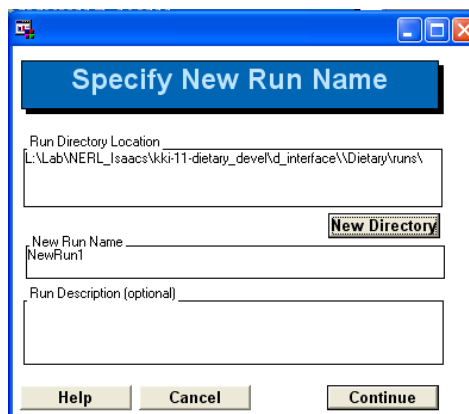 Specify New Run Name
Run Directory Location
L:\Lab\NERL_Isaacs\kki-11-dietary_devel\d_interface\\Dietary\runs\
New Directory
New Run Name
NewRun1
Run Description (optional)
Help Cancel Continue